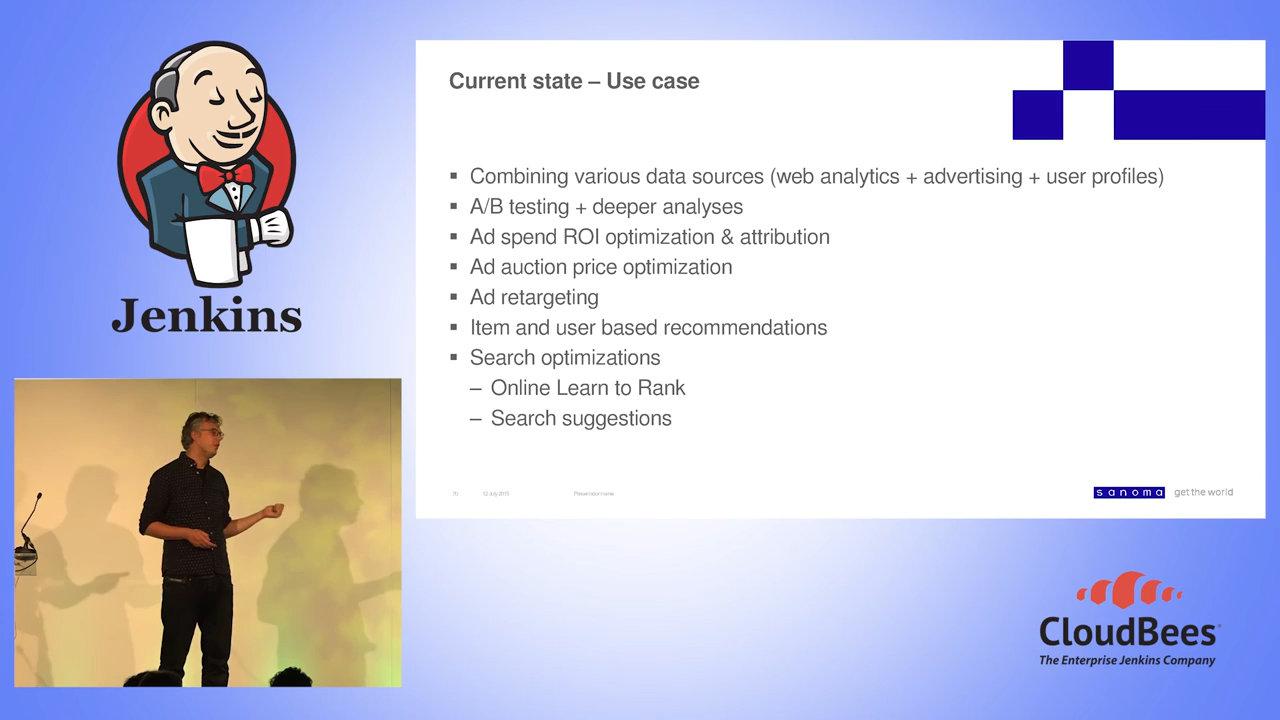 Jenkins
Current state – Use case
▪ Combining various data sources (web analytics + advertising + user profiles)
▪ A/B testing + deeper analyses
▪ Ad spend ROI optimization & attribution
▪ Ad auction price optimization
▪ Ad retargeting
▪ Item and user based recommendations
▪ Search optimizations
– Online Learn to Rank
– Search suggestions
Presentation name
sanoma get the world
CloudBees
The Enterprise Jenkins Company